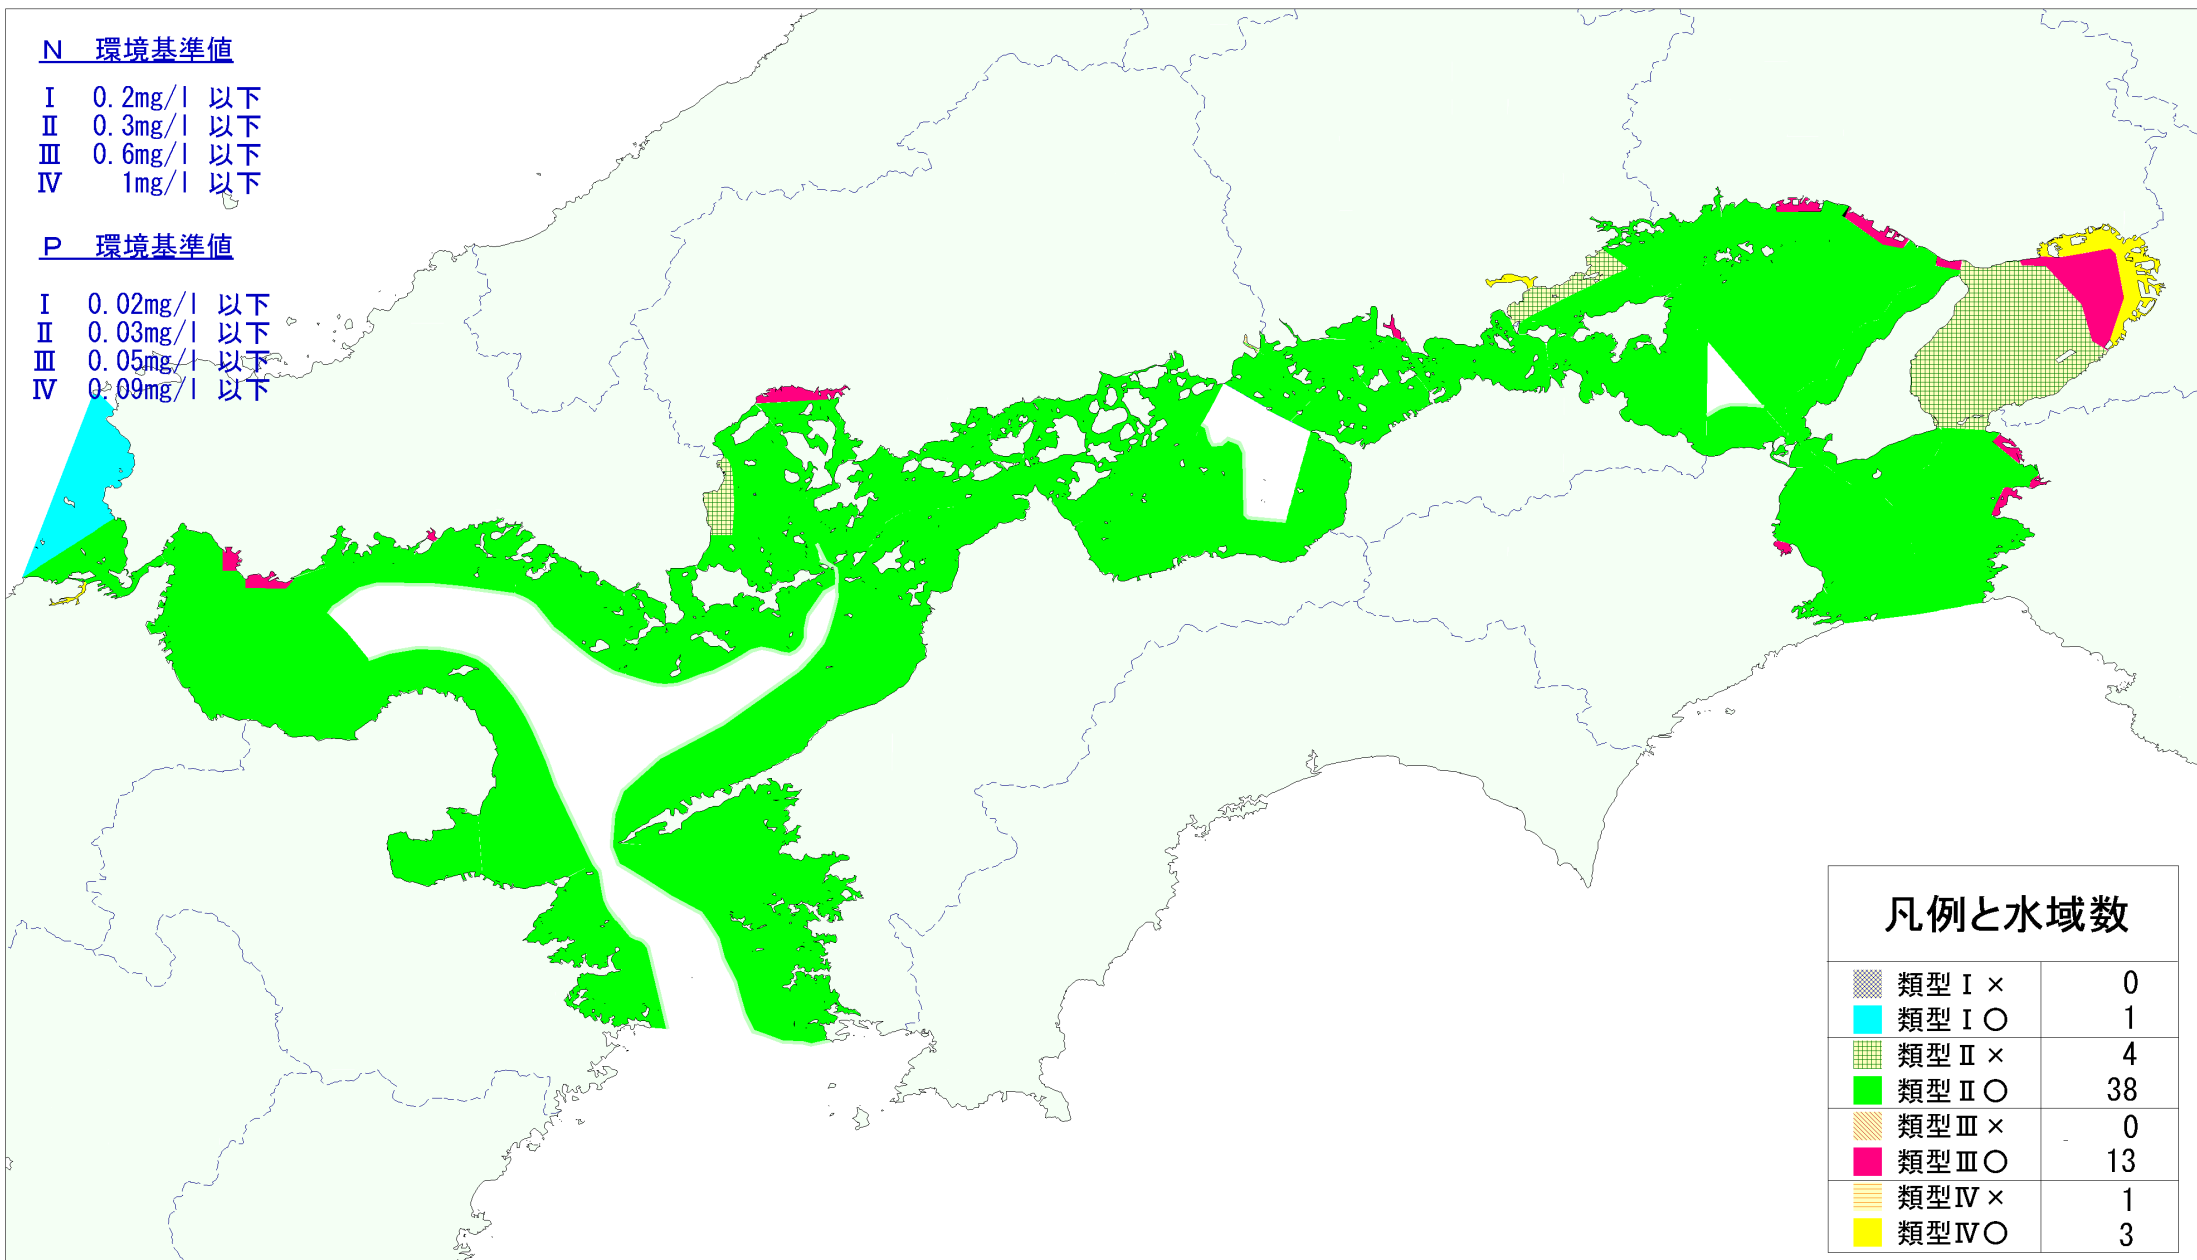 N 環境基準値
Ⅰ 0.2mg/l 以下
Ⅱ 0.3mg/l 以下
Ⅲ 0.6mg/l 以下
Ⅳ 1mg/l 以下
P 環境基準値
Ⅰ 0.02mg/l 以下
Ⅱ 0.03mg/l 以下
Ⅲ 0.05mg/l 以下
Ⅳ 0.09mg/l 以下
凡例と水域数
類型Ⅰ× 0
類型Ⅰ○ 1
類型Ⅱ× 4
類型Ⅱ○ 38
類型Ⅲ× 0
類型Ⅲ○ 13
類型Ⅳ× 1
類型Ⅳ○ 3